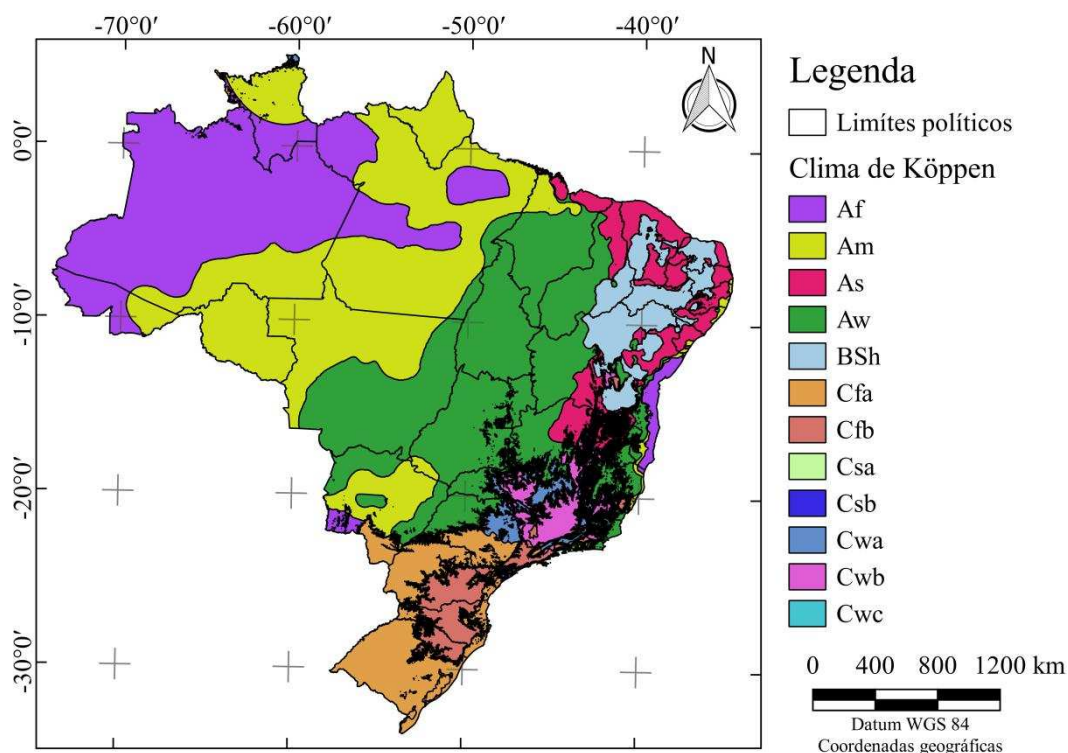 -70°0′
-60°0′
-50°0′
-40°0′
0°0′
-10°0′
-20°0′
-30°0′
N
Legenda
Limítes políticos
Clima de Köppen
Af
Am
As
Aw
BSh
Cfa
Cfb
Csa
Csb
Cwa
Cwb
Cwc
0 400 800 1200 km
Datum WGS 84
Coordenadas geográficas